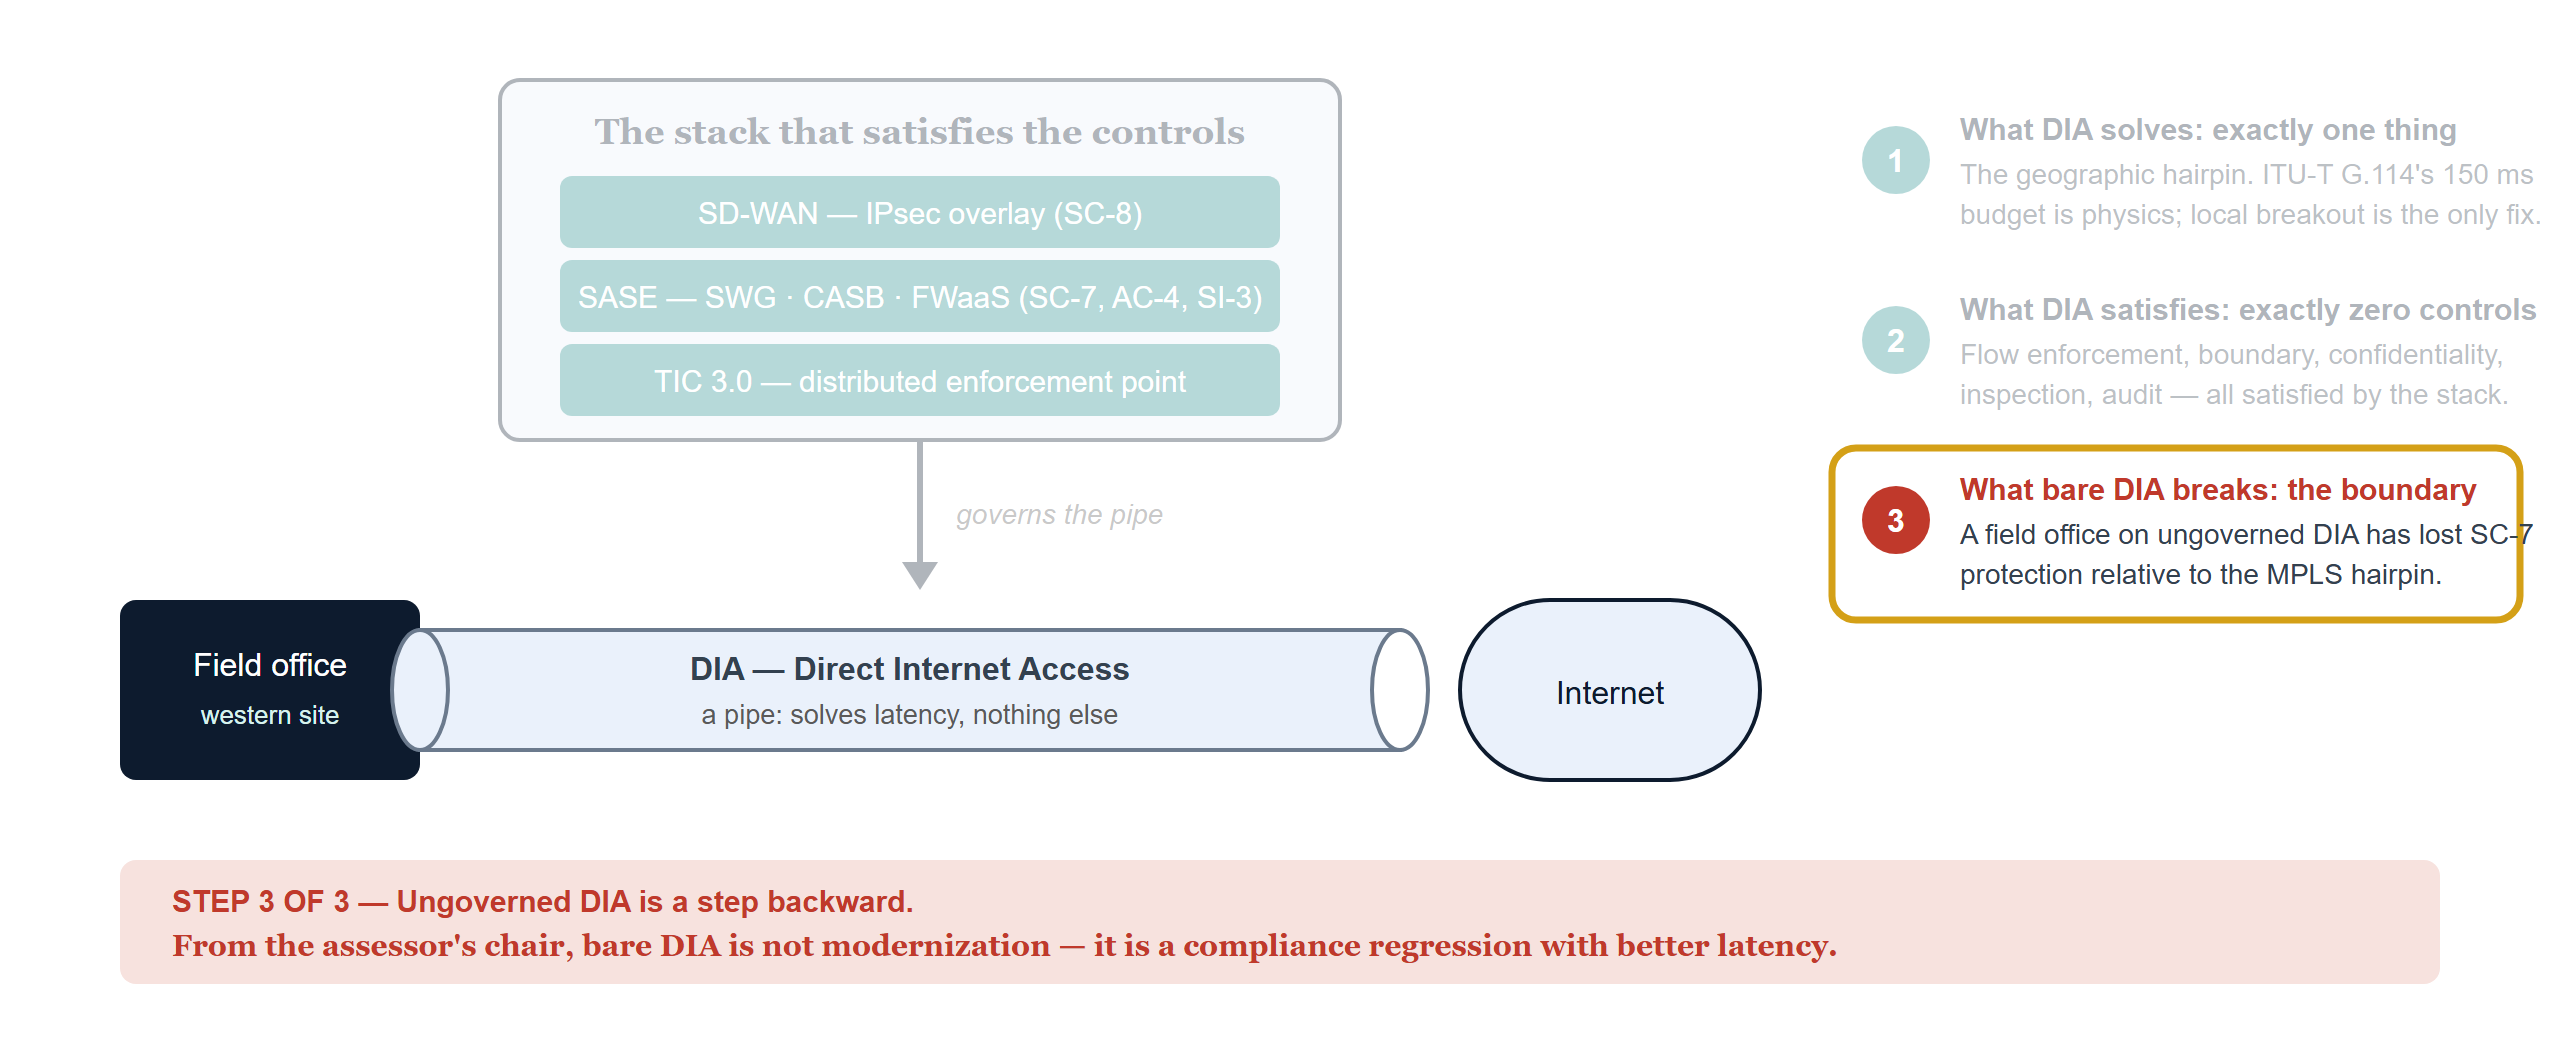 The stack that satisfies the controls
SD-WAN — IPsec overlay (SC-8)
SASE — SWG · CASB · FWaaS (SC-7, AC-4, SI-3)
TIC 3.0 — distributed enforcement point
governs the pipe
Field office
western site
DIA — Direct Internet Access
a pipe: solves latency, nothing else
Internet
1
What DIA solves: exactly one thing
The geographic hairpin. ITU-T G.114's 150 ms
budget is physics; local breakout is the only fix.
2
What DIA satisfies: exactly zero controls
Flow enforcement, boundary, confidentiality,
inspection, audit — all satisfied by the stack.
3
What bare DIA breaks: the boundary
A field office on ungoverned DIA has lost SC-7
protection relative to the MPLS hairpin.
STEP 3 OF 3 — Ungoverned DIA is a step backward.
From the assessor's chair, bare DIA is not modernization — it is a compliance regression with better latency.